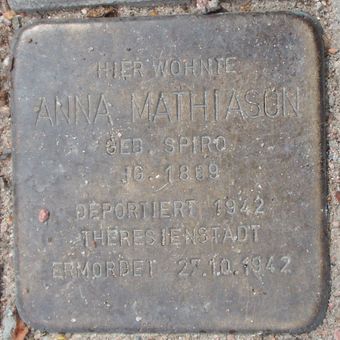 HIER WOHNTE
ANNA MATHIASON
GEB. SPIRO
JG. 1869
DEPORTIERT 1942
THERESIENSTADT
ERMORDET 27.10.1942